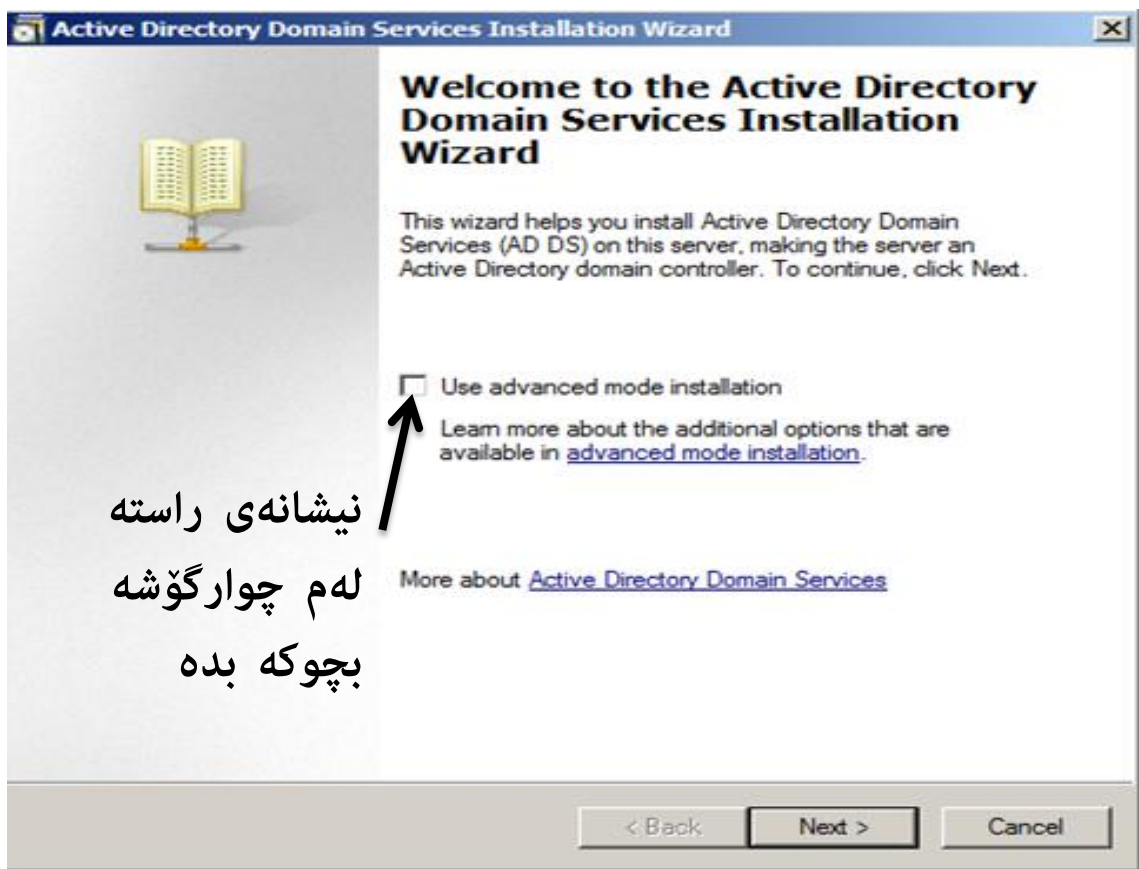 Active Directory Domain Services Installation Wizard
Welcome to the Active Directory
Domain Services Installation
Wizard
This wizard helps you install Active Directory Domain
Services (AD DS) on this server, making the server an
Active Directory domain controller. To continue, click Next.
Use advanced mode installation
Learn more about the additional options that are
available in advanced mode installation.
نیشانەی راستە
لەم چوارگۆشە
بچوکە بدە
More about Active Directory Domain Services
< Back
Next >
Cancel